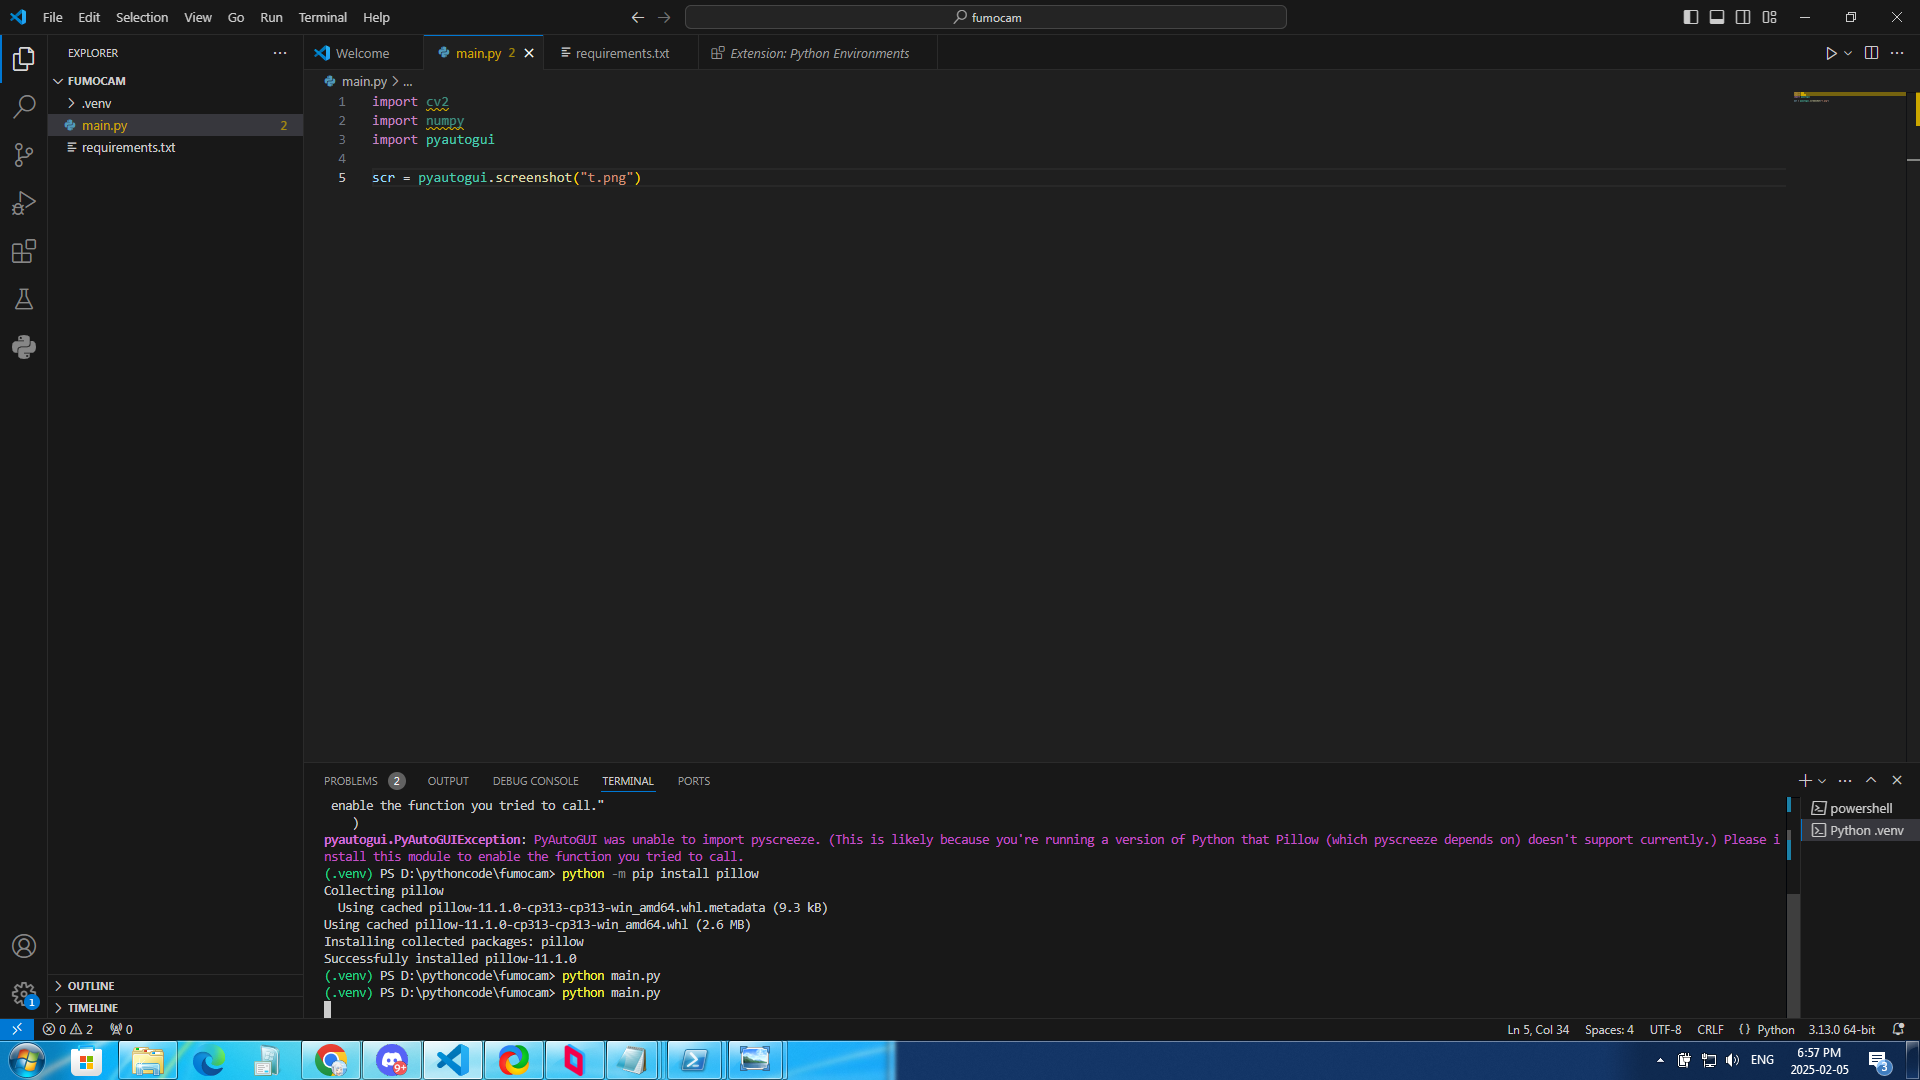 File Edit Selection View Go Run Terminal Help
fumocam
EXPLORER
FUMOCAM
.venv
main.py 2
requirements.txt
OUTLINE
TIMELINE
Welcome
main.py 2
requirements.txt
Extension: Python Environments
main.py > ...
1 import cv2
2 import numpy
3 import pyautogui
4
5 scr = pyautogui.screenshot("t.png")
PROBLEMS 2 OUTPUT DEBUG CONSOLE TERMINAL PORTS
enable the function you tried to call."
)
pyautogui.PyAutoGUIException: PyAutoGUI was unable to import pyscreeze. (This is likely because you're running a version of Python that Pillow (which pyscreeze depends on) doesn't support currently.) Please i
nstall this module to enable the function you tried to call.
(.venv) PS D:\pythoncode\fumocam> python -m pip install pillow
Collecting pillow
Using cached pillow-11.1.0-cp313-cp313-win_amd64.whl.metadata (9.3 kB)
Using cached pillow-11.1.0-cp313-cp313-win_amd64.whl (2.6 MB)
Installing collected packages: pillow
Successfully installed pillow-11.1.0
(.venv) PS D:\pythoncode\fumocam> python main.py
(.venv) PS D:\pythoncode\fumocam> python main.py
powershell
Python .venv
1
0 2 0
Ln 5, Col 34 Spaces: 4 UTF-8 CRLF {} Python 3.13.0 64-bit
9+
ENG
6:57 PM
2025-02-05
3